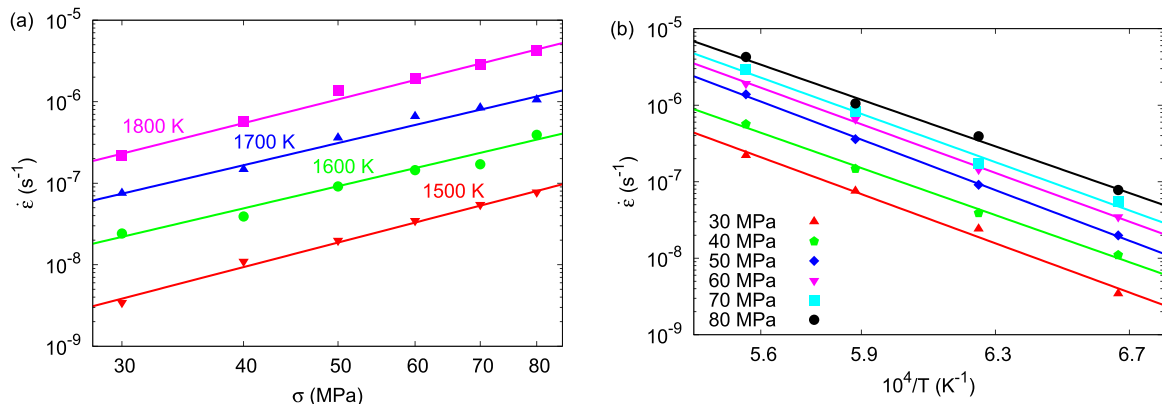 (a)
10⁻⁵
10⁻⁶
10⁻⁷
10⁻⁸
10⁻⁹
ε̇ (s⁻¹)
1800 K
1700 K
1600 K
1500 K
30 40 50 60 70 80
σ (MPa)
(b)
10⁻⁵
10⁻⁶
10⁻⁷
10⁻⁸
10⁻⁹
ε̇ (s⁻¹)
30 MPa
40 MPa
50 MPa
60 MPa
70 MPa
80 MPa
5.6 5.9 6.3 6.7
10⁴/T (K⁻¹)